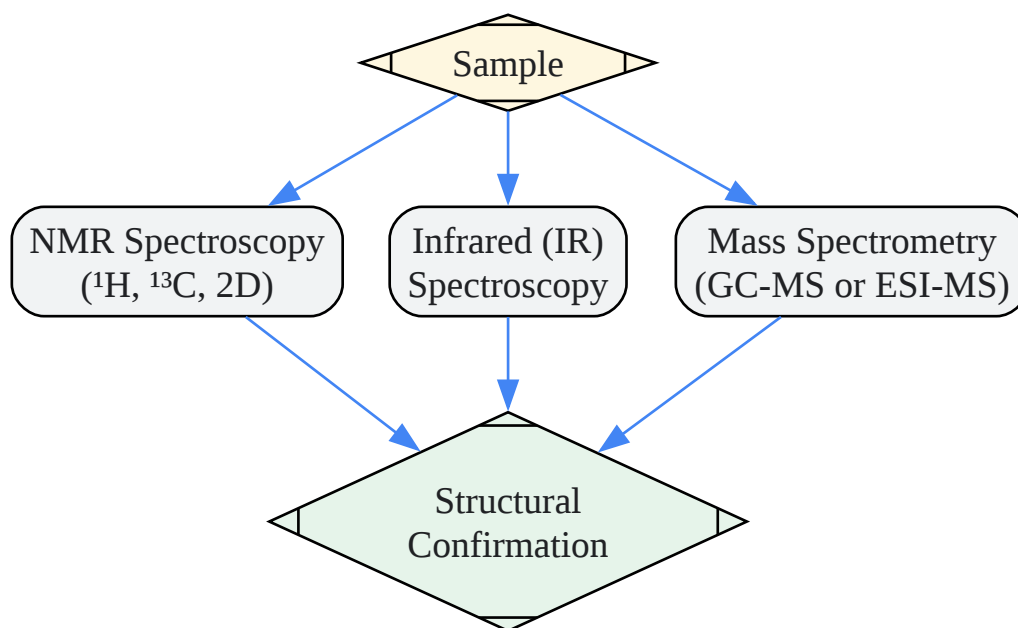 Sample
NMR Spectroscopy
(¹H, ¹³C, 2D)
Infrared (IR)
Spectroscopy
Mass Spectrometry
(GC-MS or ESI-MS)
Structural
Confirmation